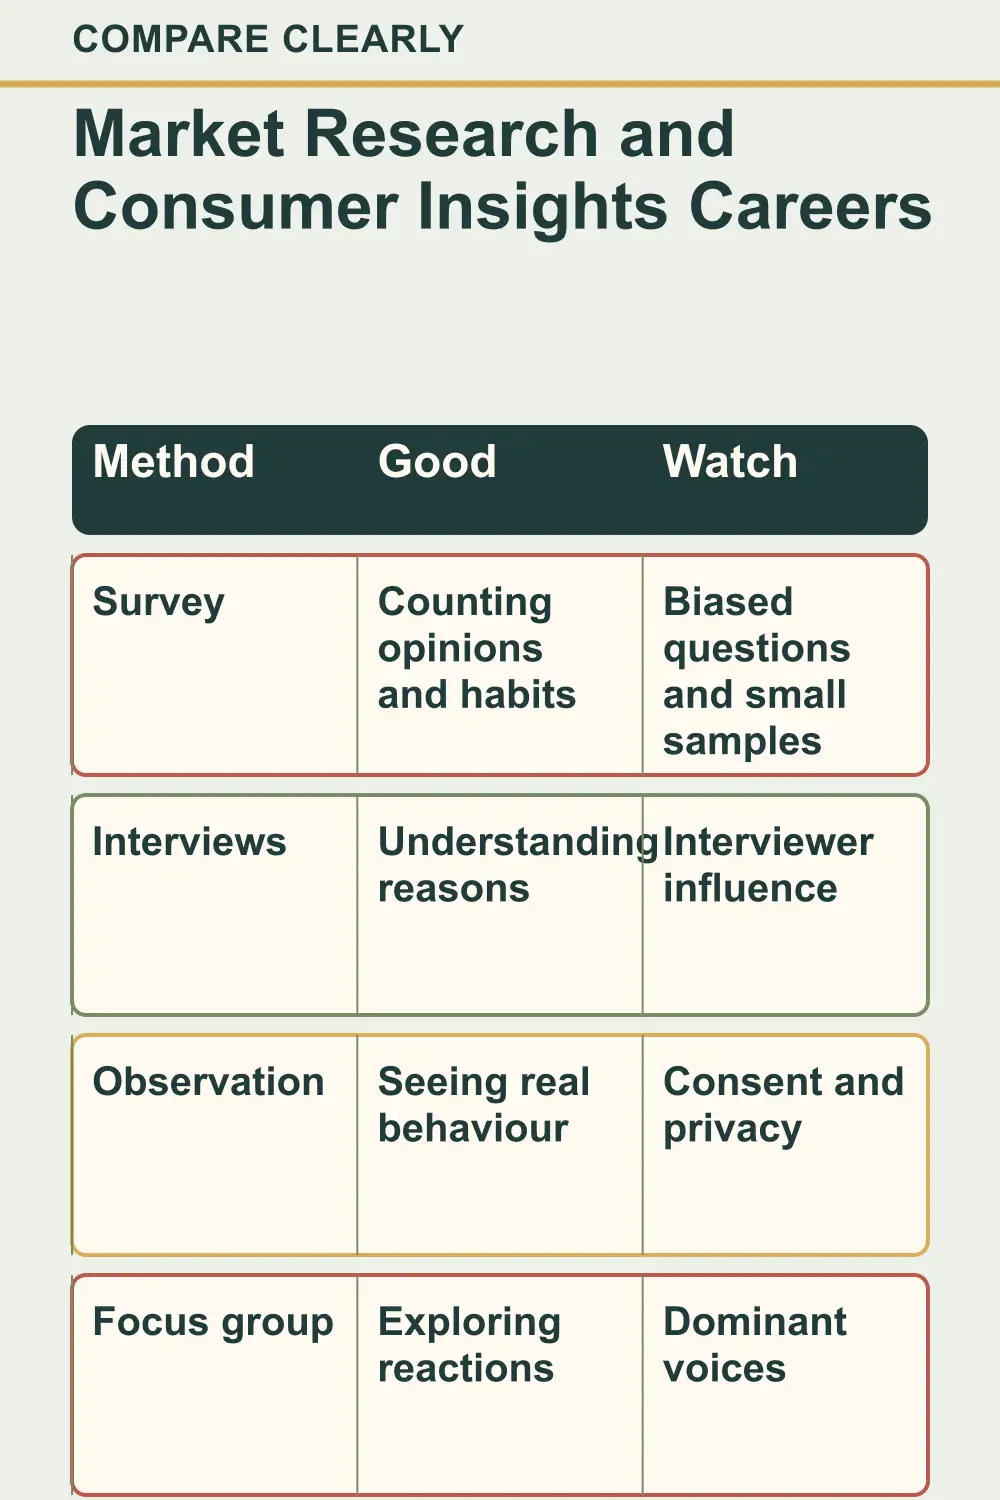 COMPARE CLEARLY
Market Research and
Consumer Insights Careers
Method
Good
Watch
Survey
Counting
opinions
and habits
Biased
questions
and small
samples
Interviews
Understanding
reasons
Interviewer
influence
Observation
Seeing real
behaviour
Consent and
privacy
Focus group
Exploring
reactions
Dominant
voices